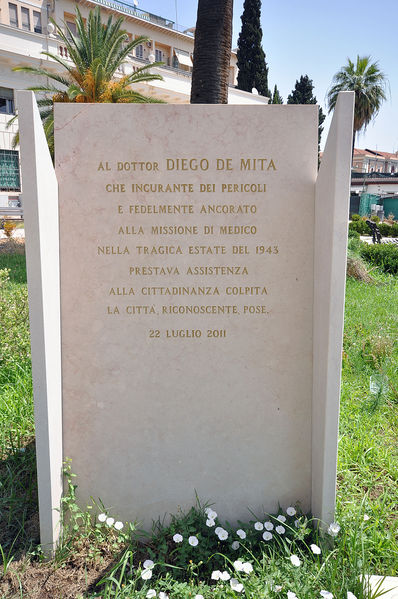 AL DOTTOR DIEGO DE MITA
CHE INCURANTE DEI PERICOLI
E FEDELMENTE ANCORATO
ALLA MISSIONE DI MEDICO
NELLA TRAGICA ESTATE DEL 1943
PRESTAVA ASSISTENZA
ALLA CITTADINANZA COLPITA
LA CITTÀ, RICONOSCENTE, POSE.
22 LUGLIO 2011